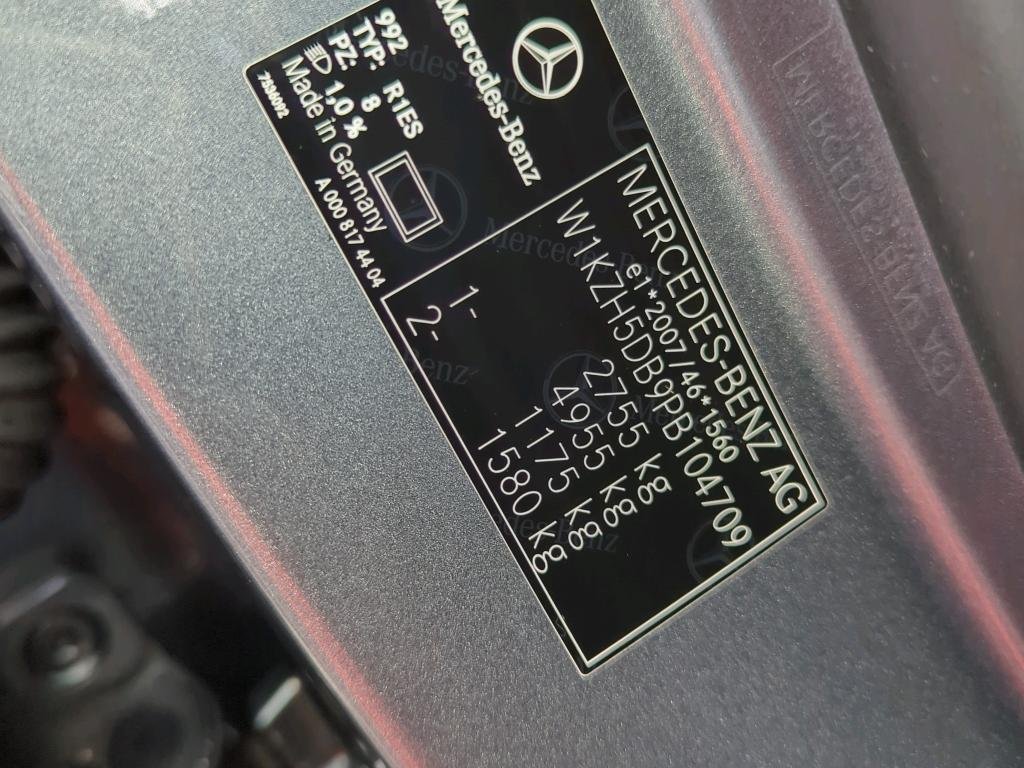 Mercedes-Benz
MERCEDES-BENZ AG
e1*2007/46*1560
W1KZH5DB9PB104709
2755 kg
4955 kg
1- 1175 kg
2- 1580 kg
992
TYP: R1ES
PZ: 8
1,0 %
Made in Germany
A 000 817 44 04
7336092